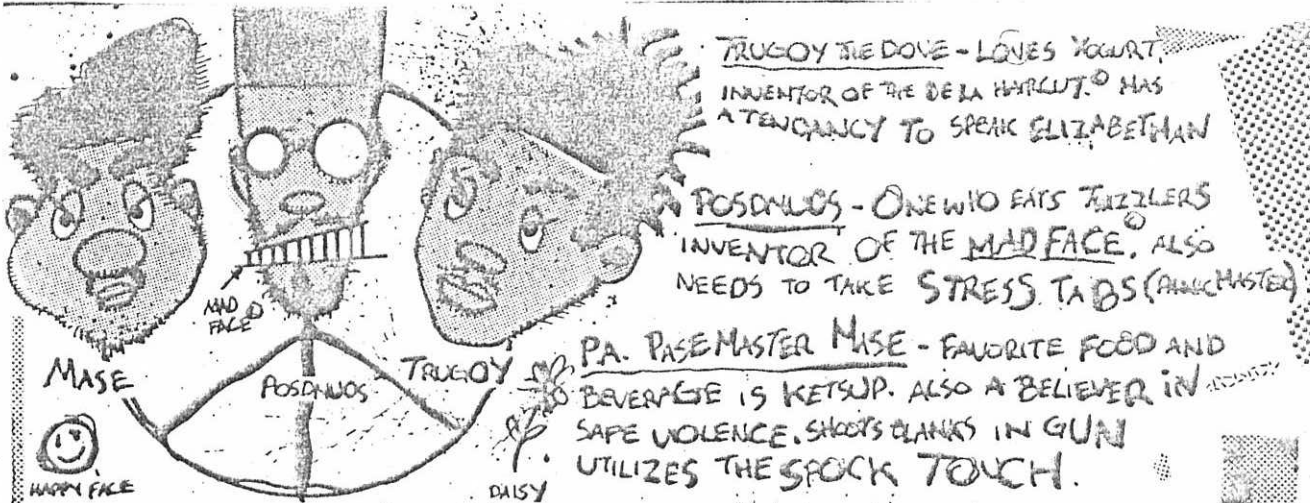 TRUGOY THE DOVE - LOVES YOGURT,
INVENTOR OF THE DE LA HAIRCUT.© HAS
A TENDANCY TO SPEAK ELIZABETHAN
POSDNUOS - ONE WHO EATS TWIZZLERS
INVENTOR OF THE MAD FACE©. ALSO
NEEDS TO TAKE STRESS TABS (PANIC MASTER)
P.A. PASEMASTER MASE - FAVORITE FOOD AND
BEVERAGE IS KETSUP. ALSO A BELIEVER IN
SAFE VIOLENCE. SHOOTS BLANKS IN GUN
UTILIZES THE SPOCK TOUCH.
MAD
FACE©
MASE
POSDNUOS
TRUGOY
HAPPY FACE
DAISY